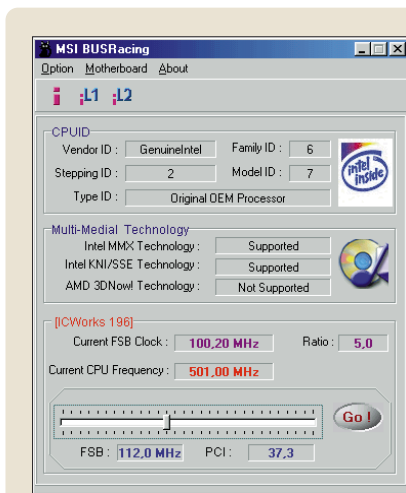 MSI BUSRacing
Option Motherboard About
i ¡L1 ¡L2
CPUID
Vendor ID : GenuineIntel Family ID : 6
Stepping ID : 2 Model ID : 7
Type ID : Original OEM Processor
intel inside
Multi-Medial Technology
Intel MMX Technology : Supported
Intel KNI/SSE Technology : Supported
AMD 3DNow! Technology : Not Supported
[ICWorks 196]
Current FSB Clock : 100,20 MHz Ratio : 5,0
Current CPU Frequency : 501,00 MHz
Go !
FSB : 112,0 MHz PCI : 37,3